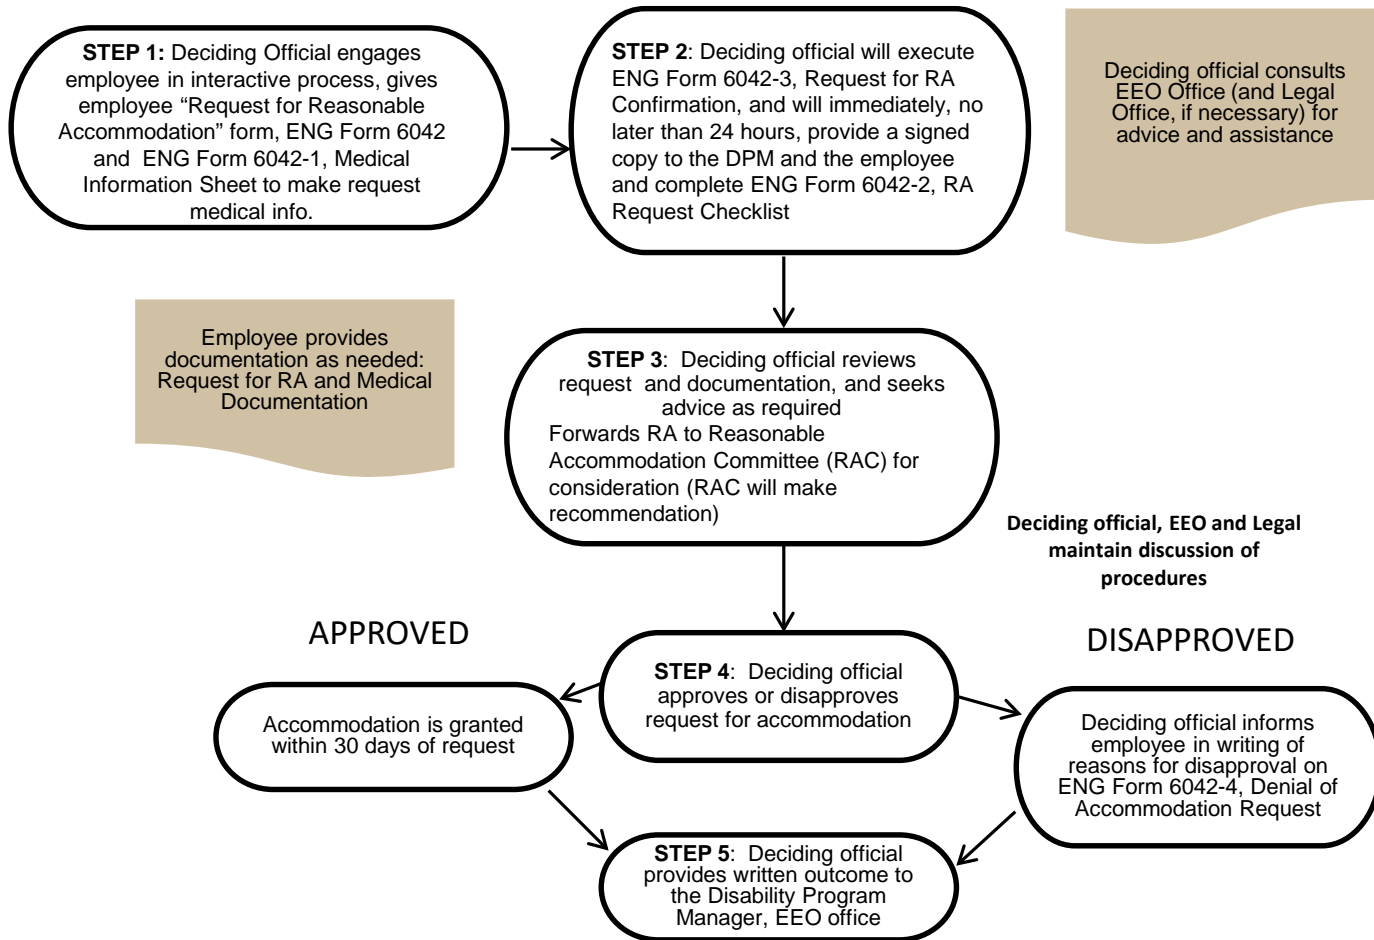 STEP 1: Deciding Official engages
employee in interactive process, gives
employee “Request for Reasonable
Accommodation” form, ENG Form 6042
and ENG Form 6042-1, Medical
Information Sheet to make request
medical info.
STEP 2: Deciding official will execute
ENG Form 6042-3, Request for RA
Confirmation, and will immediately, no
later than 24 hours, provide a signed
copy to the DPM and the employee
and complete ENG Form 6042-2, RA
Request Checklist
Deciding official consults
EEO Office (and Legal
Office, if necessary) for
advice and assistance
Employee provides
documentation as needed:
Request for RA and Medical
Documentation
STEP 3: Deciding official reviews
request and documentation, and seeks
advice as required
Forwards RA to Reasonable
Accommodation Committee (RAC) for
consideration (RAC will make
recommendation)
Deciding official, EEO and Legal
maintain discussion of
procedures
APPROVED
DISAPPROVED
STEP 4: Deciding official
approves or disapproves
request for accommodation
Accommodation is granted
within 30 days of request
Deciding official informs
employee in writing of
reasons for disapproval on
ENG Form 6042-4, Denial of
Accommodation Request
STEP 5: Deciding official
provides written outcome to
the Disability Program
Manager, EEO office